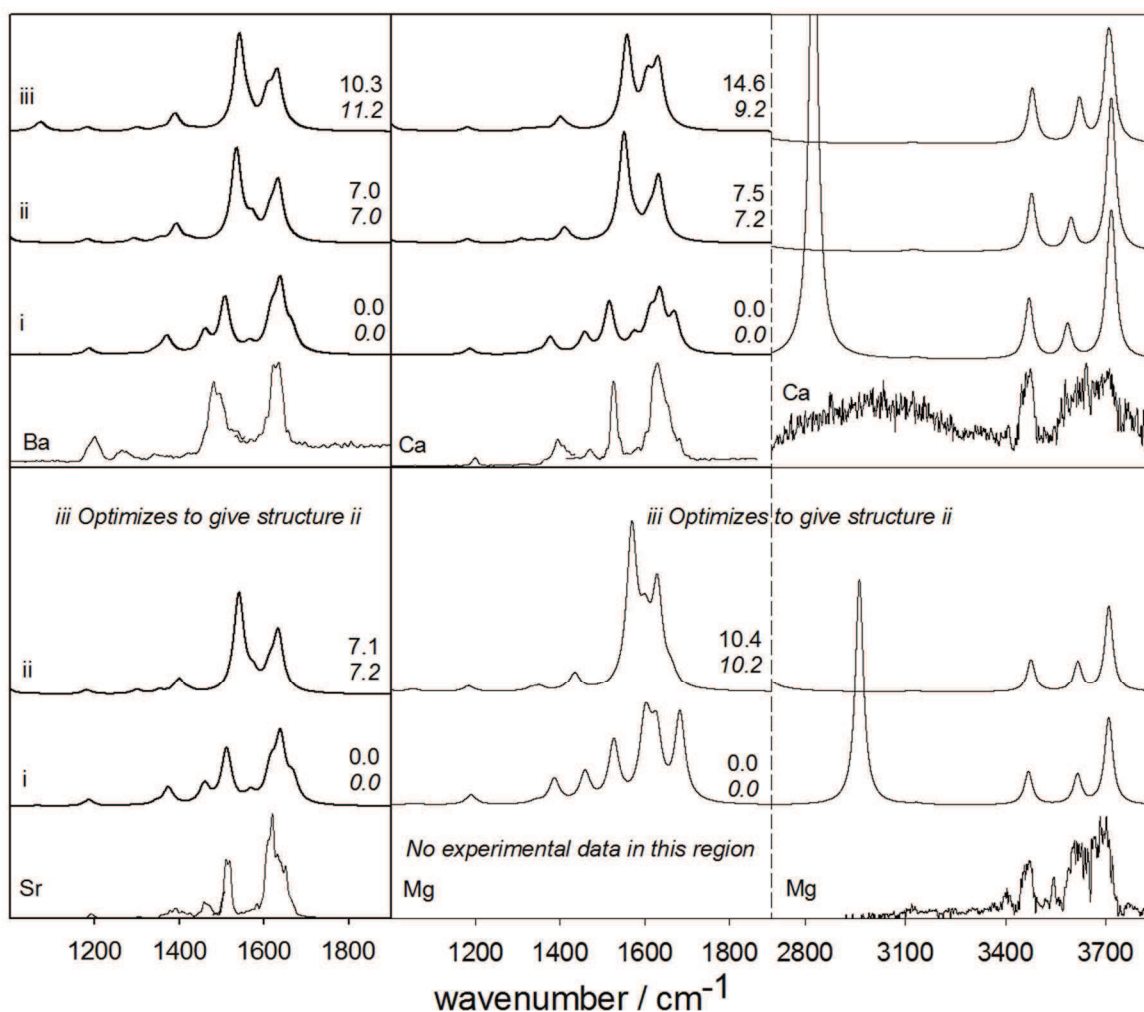 iii
10.3
11.2
14.6
9.2
ii
7.0
7.0
7.5
7.2
i
0.0
0.0
0.0
0.0
Ba
Ca
Ca
iii Optimizes to give structure ii
iii Optimizes to give structure ii
ii
7.1
7.2
10.4
10.2
i
0.0
0.0
0.0
0.0
No experimental data in this region
Sr
Mg
Mg
1200 1400 1600 1800
1200 1400 1600 1800
2800 3100 3400 3700
wavenumber / cm⁻¹